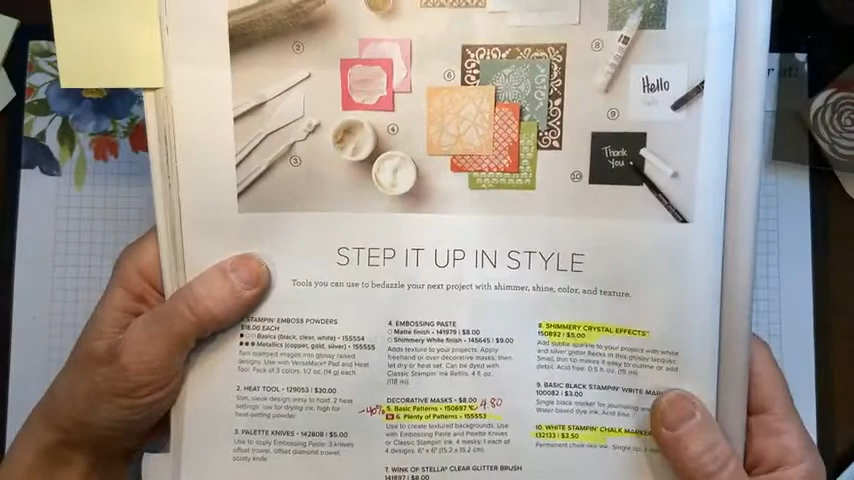 ②
⑧
Hello
⑥
⑨
④
Thank
You
③
⑩
STEP IT UP IN STYLE
Tools you can use to bedazzle your next project with shimmer, shine, color, and texture.
1. STAMPIN' EMBOSS POWDERS
$18.00 EACH
Basics (black, clear, white) • 155554
Metallics (copper, gold, silver) • 155555
Turn stamped images into glossy raised
designs. Use with VersaMark Pad and Heat
Tool. Pack of 3 colors. 1/2 oz. (14 g) each.
2. HEAT TOOL • 129053 | $30.00
Slim, sleek design; easy to hold. 2 heat
settings: low for drying ink, high for
heat-setting powder.
3. PALETTE KNIVES • 142808 | $5.00
Use to apply Embossing Paste. 3 knives:
offset rounded, offset diamond trowel,
scotty knife.
4. EMBOSSING PASTE
Matte finish • 141979 | $8.00
Shimmery White finish • 145645 | $9.00
Adds texture to your projects. Apply
freehand or over decorative masks, then
let dry or heat set. Can be dyed with
Classic Stampin' Ink Refills. 4 fl. oz.
(118 ml).
DECORATIVE MASKS • $8.00
-40%
5. Basic Patterns • 150697
4.80
6. Plenty of Patterns • 155553
Use to create textured backgrounds. Use
with Embossing Paste and Palette Knives
or Classic Stampin' Ink. 4 masks: 1 each of
4 designs. 6" x 6" (15.2 x 15.2 cm).
7. WINK OF STELLA CLEAR GLITTER BRUSH
141897 | $8.00
8. SHIMMERY CRYSTAL EFFECTS
150892 | $5.00
Add subtle sparkle to your project with white
and silver glitter flecks in this glossy lacquer.
Small tip makes it easy to outline or add
detail. Acid free. 0.5 oz. (15 ml).
9. BASIC BLACK STAMPIN' WRITE
100082 | $3.00
Single black marker for journaling
Water based dye ink. Acid free.
10. WHITE STAMPIN' CHALK MARKER
132133 | $3.50
Permanent chalk-like